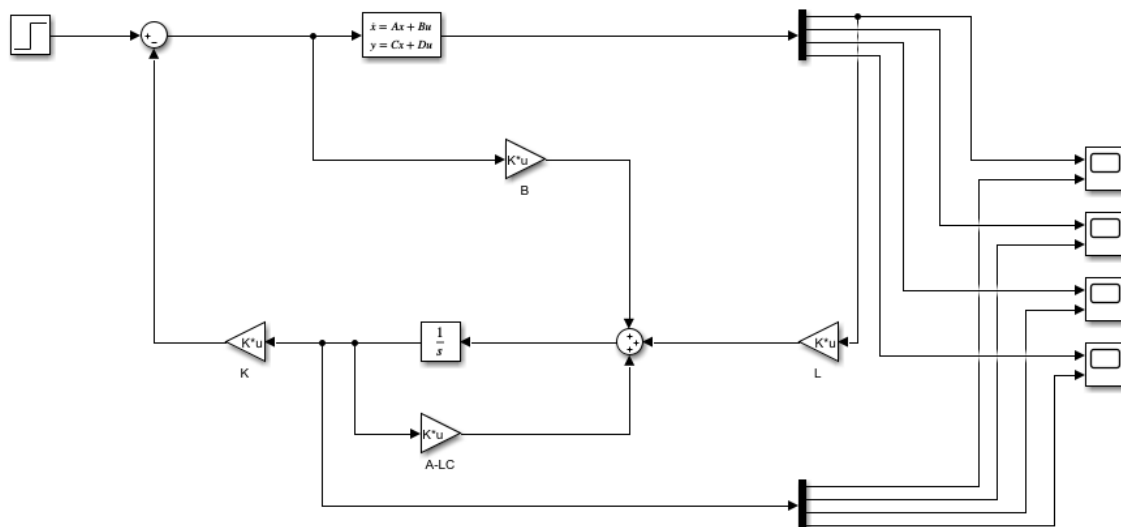 +
−
ẋ = Ax + Bu
y = Cx + Du
K*u
B
K*u
K
1
s
+
+
+
K*u
L
K*u
A-LC